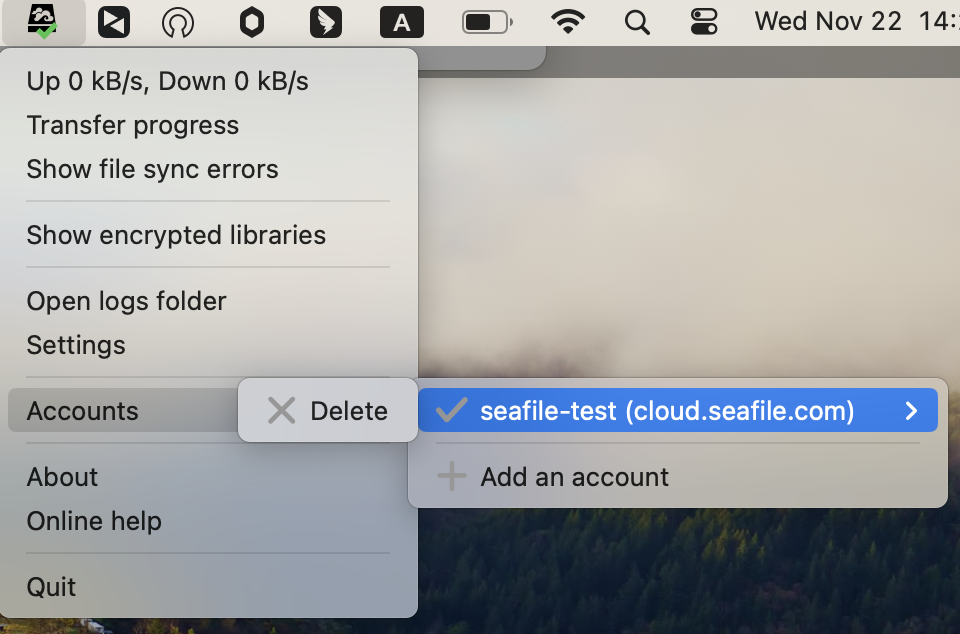 A
Wed Nov 22 14:
Up 0 kB/s, Down 0 kB/s
Transfer progress
Show file sync errors
Show encrypted libraries
Open logs folder
Settings
Accounts
Delete
seafile-test (cloud.seafile.com)
Add an account
About
Online help
Quit